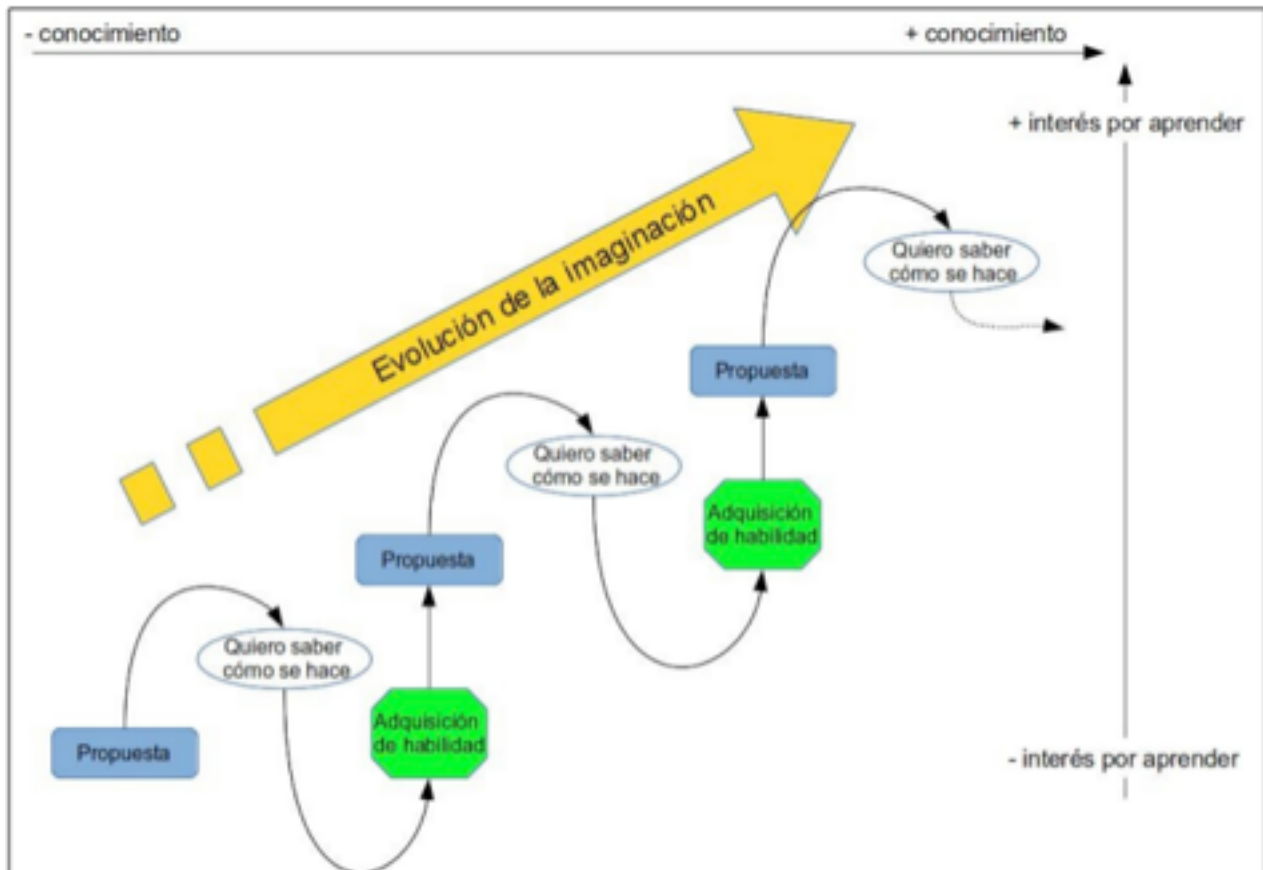 - conocimiento
+ conocimiento
+ interés por aprender
Evolución de la imaginación
Quiero saber
cómo se hace
Propuesta
Quiero saber
cómo se hace
Adquisición
de habilidad
Propuesta
Quiero saber
cómo se hace
Adquisición
de habilidad
Propuesta
- interés por aprender